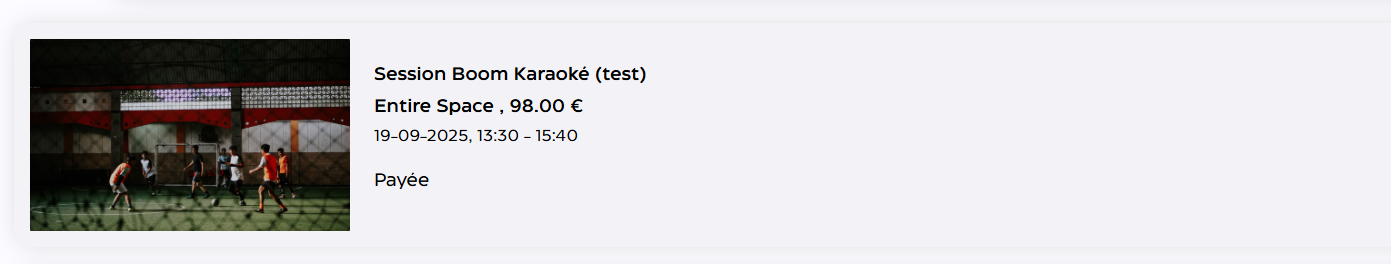 Session Boom Karaoké (test)
Entire Space , 98.00 €
19-09-2025, 13:30 - 15:40
Payée